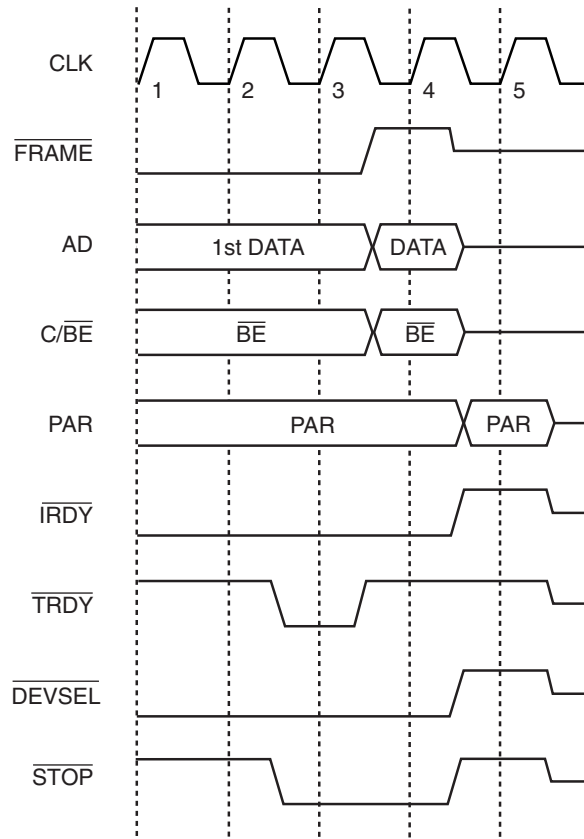 CLK
1 2 3 4 5
FRAME
AD 1st DATA DATA
C/BE BE BE
PAR PAR PAR
IRDY
TRDY
DEVSEL
STOP